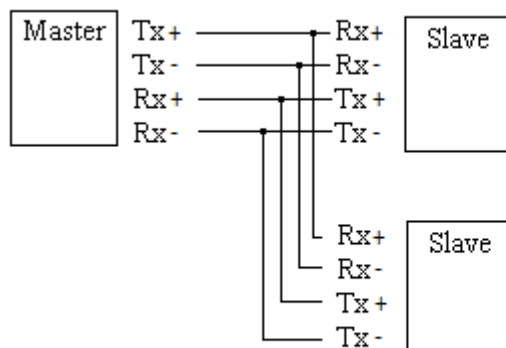 Master
Tx+
Tx-
Rx+
Rx-
Rx+
Rx-
Tx+
Tx-
Slave
Rx+
Rx-
Tx+
Tx-
Slave